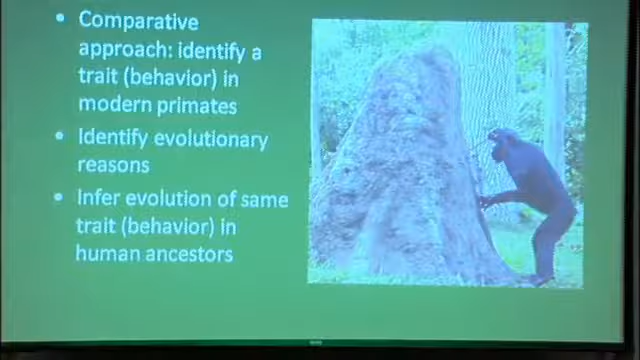 • Comparative
approach: identify a
trait (behavior) in
modern primates
• Identify evolutionary
reasons
• Infer evolution of same
trait (behavior) in
human ancestors